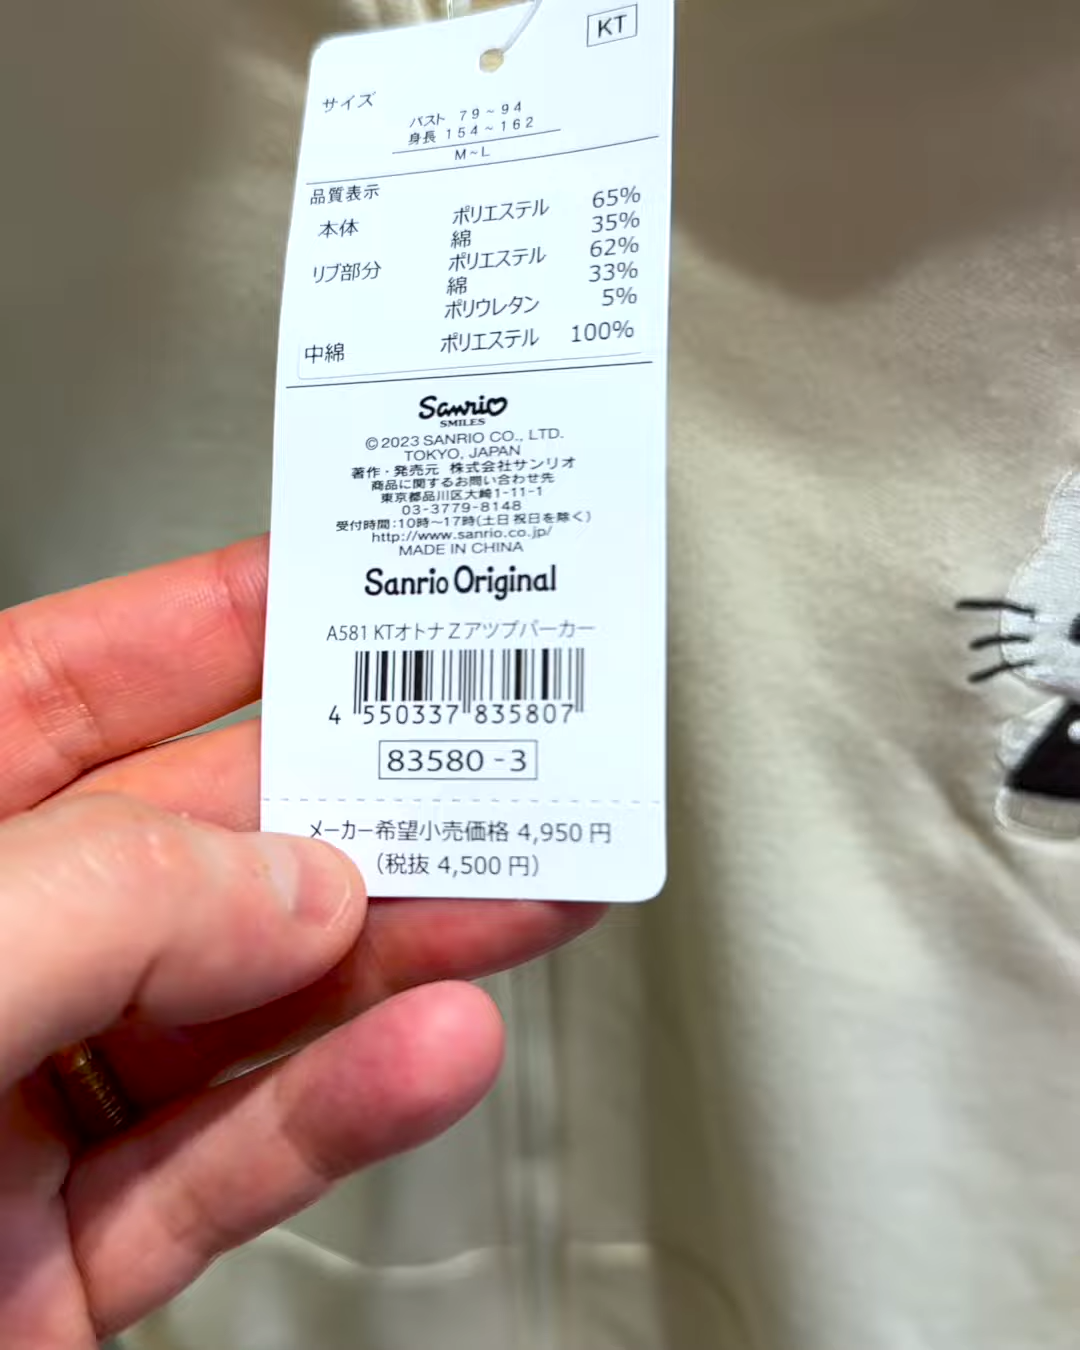 KT
サイズ
バスト 79~94
身長 154~162
M~L
品質表示
本体 ポリエステル 65%
綿 35%
リブ部分 ポリエステル 62%
綿 33%
ポリウレタン 5%
中綿 ポリエステル 100%
Sanrio
SMILES
©2023 SANRIO CO., LTD.
TOKYO, JAPAN
著作・発売元 株式会社サンリオ
商品に関するお問い合わせ先
東京都品川区大崎1-11-1
03-3779-8148
受付時間:10時~17時(土日祝日を除く)
http://www.sanrio.co.jp/
MADE IN CHINA
Sanrio Original
A581 KTオトナZアツプパーカー
4 550337 835807
83580-3
メーカー希望小売価格 4,950円
(税抜 4,500円)